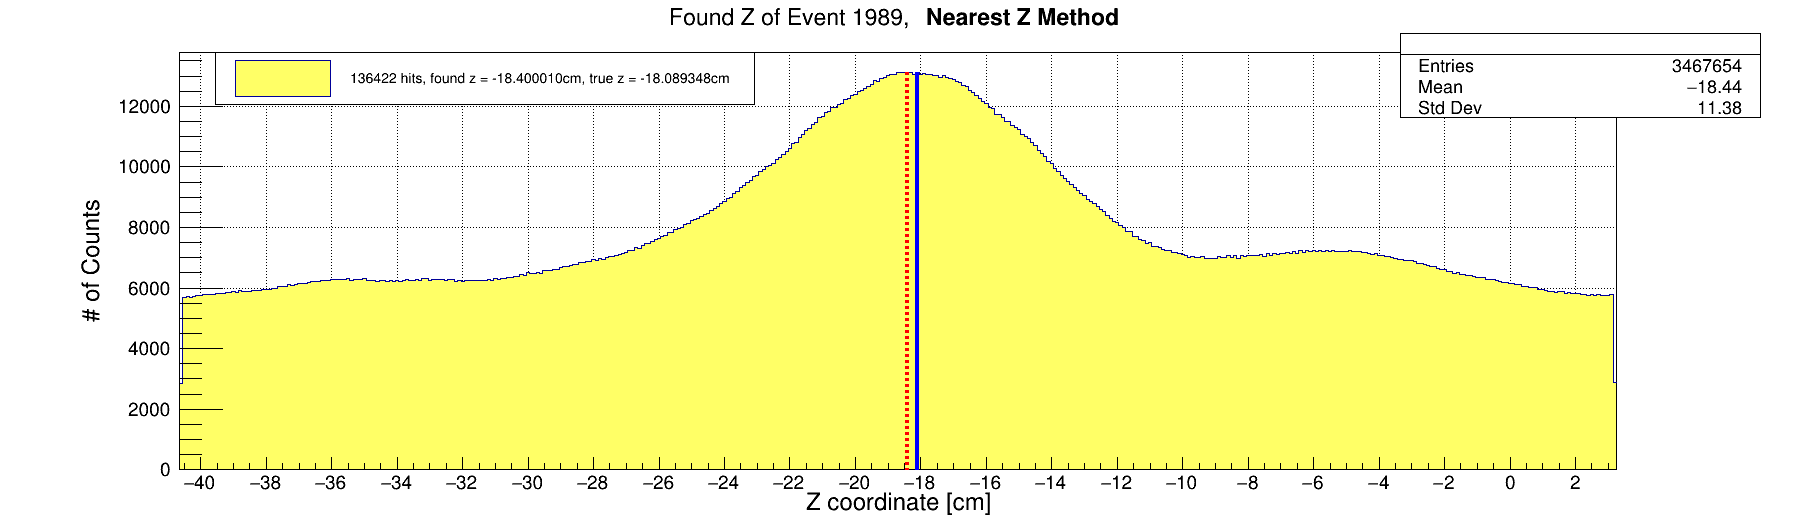 Found Z of Event 1989, Nearest Z Method
136422 hits, found z = -18.400010cm, true z = -18.089348cm
Entries 3467654
Mean −18.44
Std Dev 11.38
# of Counts
12000
10000
8000
6000
4000
2000
0
−40 −38 −36 −34 −32 −30 −28 −26 −24 −22 −20 −18 −16 −14 −12 −10 −8 −6 −4 −2 0 2
Z coordinate [cm]